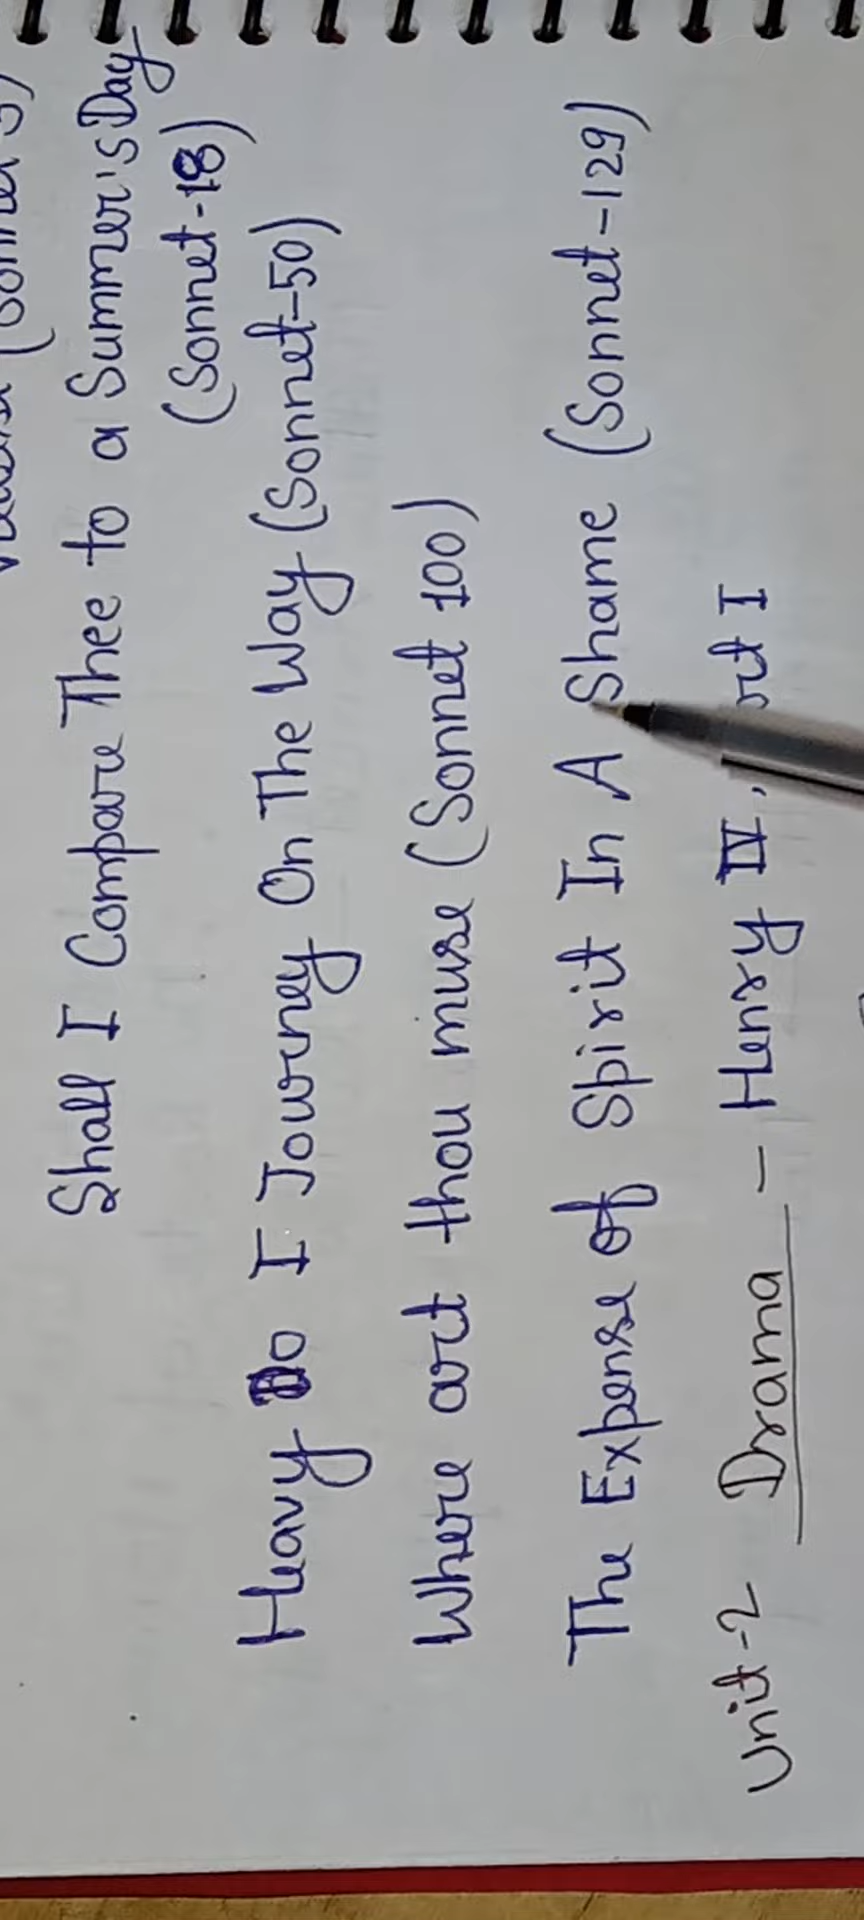 (Sonnet
Shall I Compare Thee to a Summer's Day
(Sonnet-18)
Heavy Do I Journey On The Way (Sonnet-50)
Where art thou muse (Sonnet 100)
The Expense of Spirit In A Shame (Sonnet-129)
Unit-2 Drama - Henry IV, I